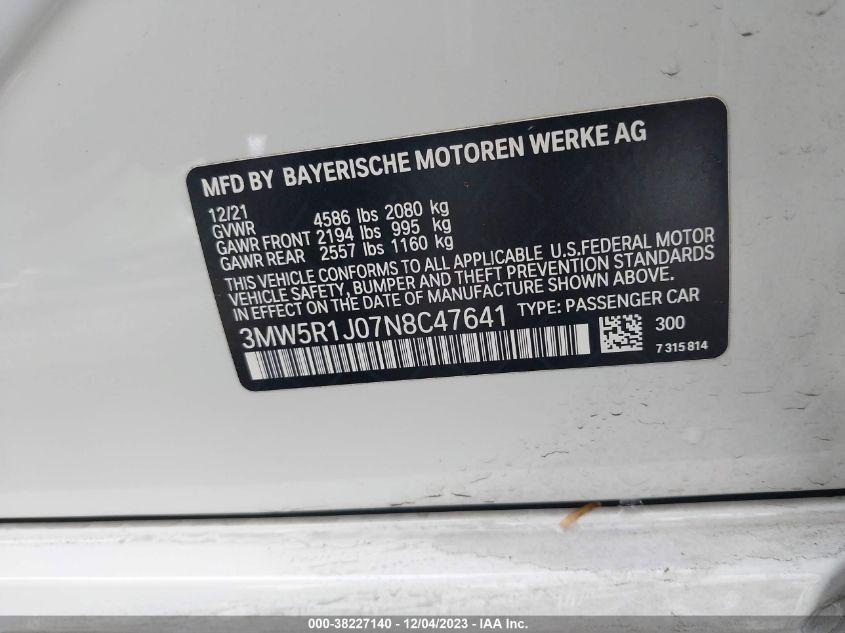 MFD BY BAYERISCHE MOTOREN WERKE AG
12/21
GVWR 4586 lbs 2080 kg
GAWR FRONT 2194 lbs 995 kg
GAWR REAR 2557 lbs 1160 kg
THIS VEHICLE CONFORMS TO ALL APPLICABLE U.S.FEDERAL MOTOR
VEHICLE SAFETY, BUMPER AND THEFT PREVENTION STANDARDS
IN EFFECT ON THE DATE OF MANUFACTURE SHOWN ABOVE.
3MW5R1J07N8C47641 TYPE: PASSENGER CAR
300
7 315 814
000-38227140 - 12/04/2023 - IAA Inc.